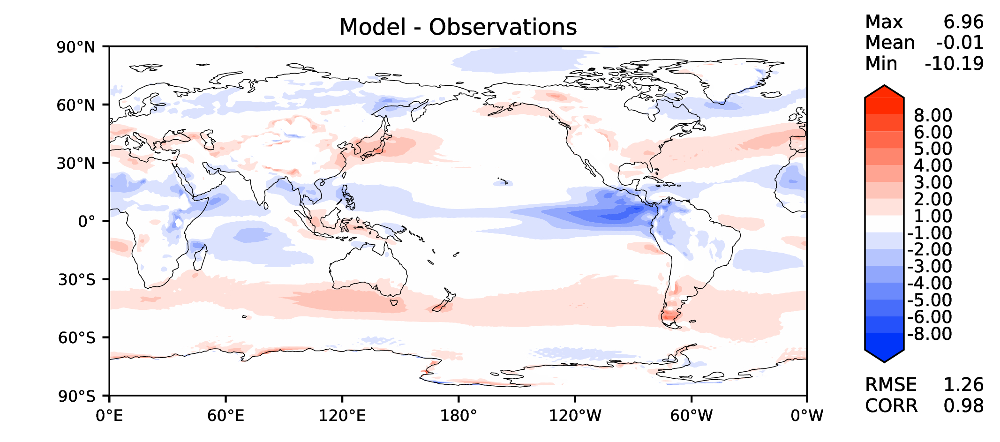 Model - Observations
Max 6.96
Mean -0.01
Min -10.19
90°N
60°N
30°N
0°
30°S
60°S
90°S
0°E 60°E 120°E 180° 120°W 60°W 0°W
8.00
6.00
5.00
4.00
3.00
2.00
1.00
-1.00
-2.00
-3.00
-4.00
-5.00
-6.00
-8.00
RMSE 1.26
CORR 0.98